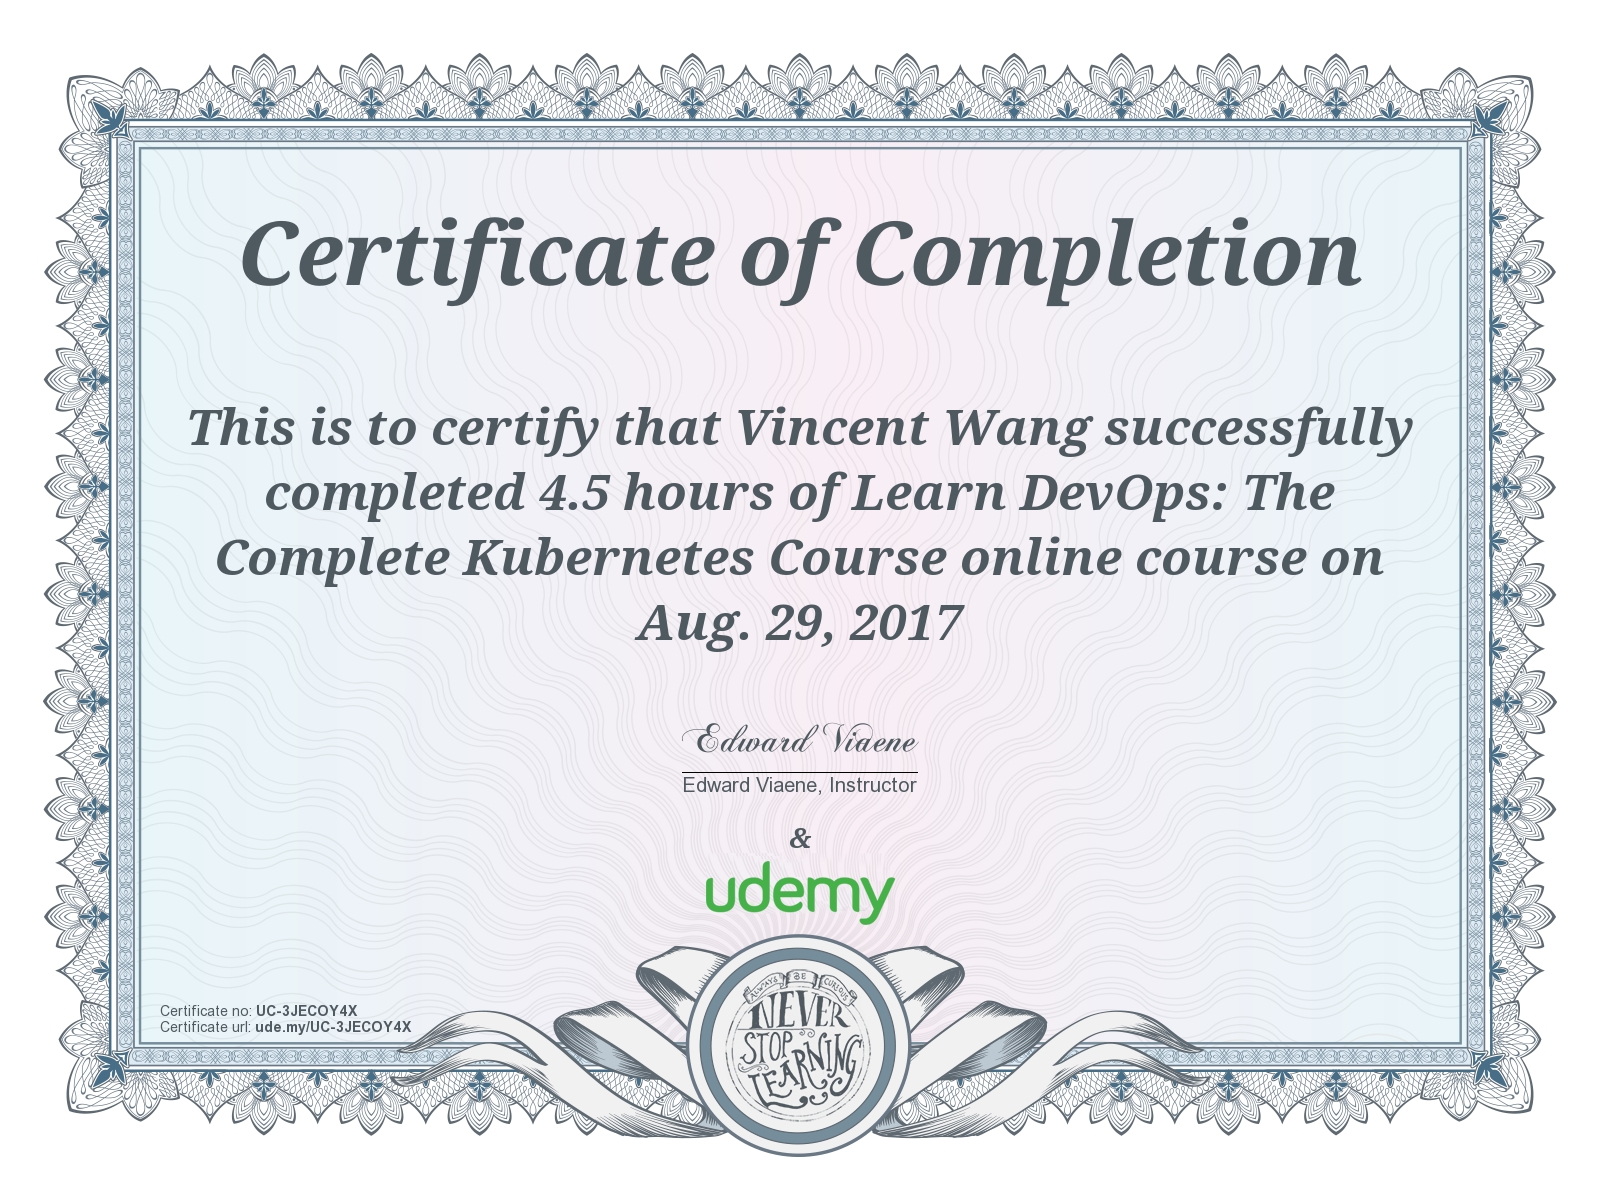 Certificate of Completion
This is to certify that Vincent Wang successfully
completed 4.5 hours of Learn DevOps: The
Complete Kubernetes Course online course on
Aug. 29, 2017
Edward Viaene
Edward Viaene, Instructor
&
udemy
Certificate no: UC-3JECOY4X
Certificate url: ude.my/UC-3JECOY4X
ALWAYS BE CURIOUS
NEVER
STOP
LEARNING